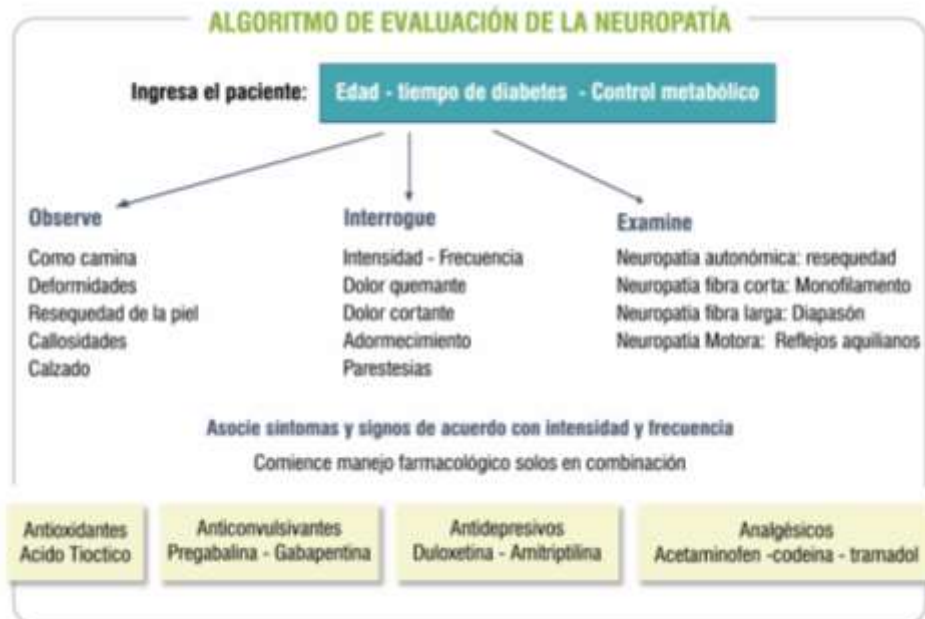 ALGORITMO DE EVALUACIÓN DE LA NEUROPATÍA
Ingresa el paciente:
Edad - tiempo de diabetes - Control metabólico
Observe
Como camina
Deformidades
Resequedad de la piel
Callosidades
Calzado
Interrogue
Intensidad - Frecuencia
Dolor quemante
Dolor cortante
Adormecimiento
Parestesias
Examine
Neuropatía autonómica: resequedad
Neuropatía fibra corta: Monofilamento
Neuropatía fibra larga: Diapasón
Neuropatía Motora: Reflejos aquilianos
Asocie síntomas y signos de acuerdo con intensidad y frecuencia
Comience manejo farmacológico solos en combinación
Antioxidantes
Acido Tioctico
Anticonvulsivantes
Pregabalina - Gabapentina
Antidepresivos
Duloxetina - Amitriptilina
Analgésicos
Acetaminofen -codeina - tramadol